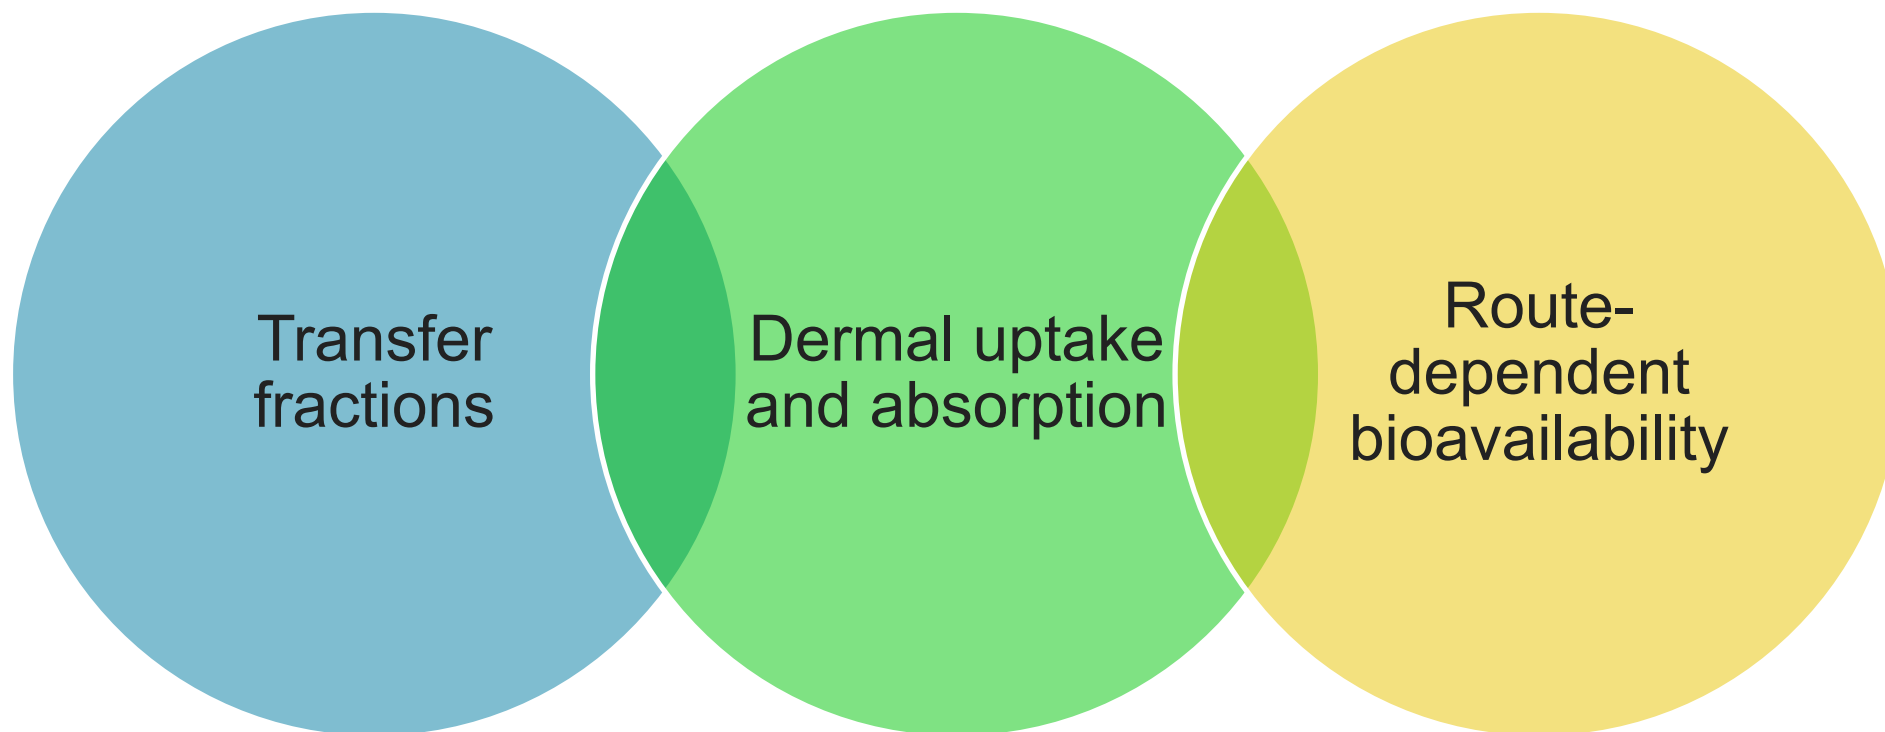 Transfer
fractions
Dermal uptake
and absorption
Route-
dependent
bioavailability